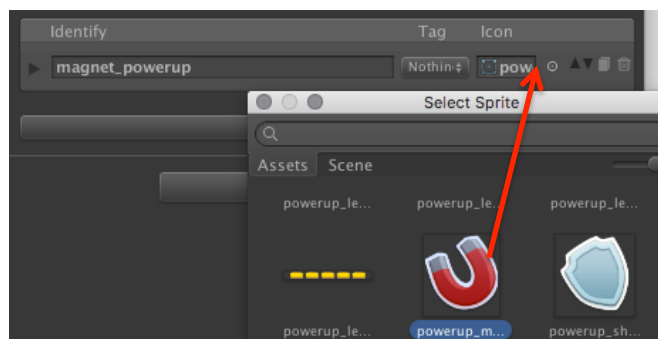 Identify Tag Icon
magnet_powerup Nothin pow
Select Sprite
Assets Scene
powerup_le... powerup_le... powerup_le...
powerup_le... powerup_m... powerup_sh...